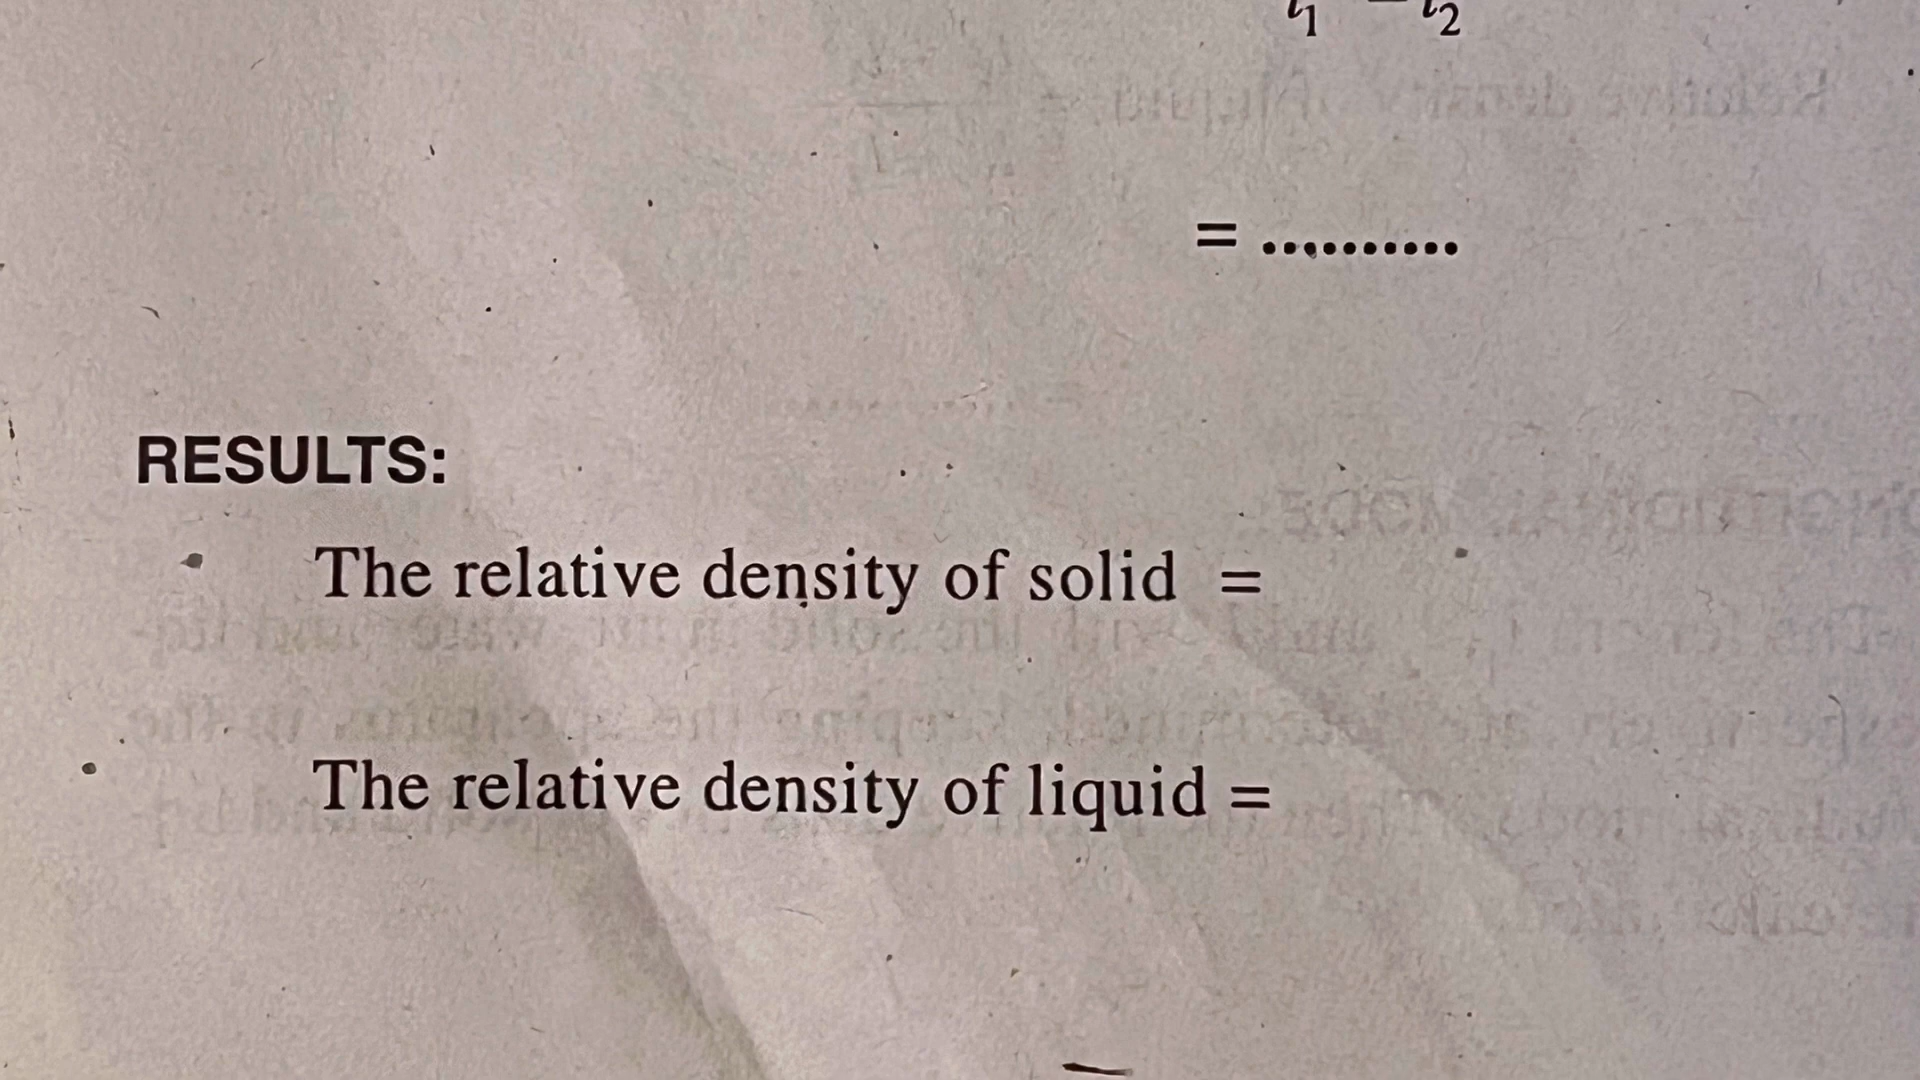 = ..........
RESULTS:
The relative density of solid =
The relative density of liquid =